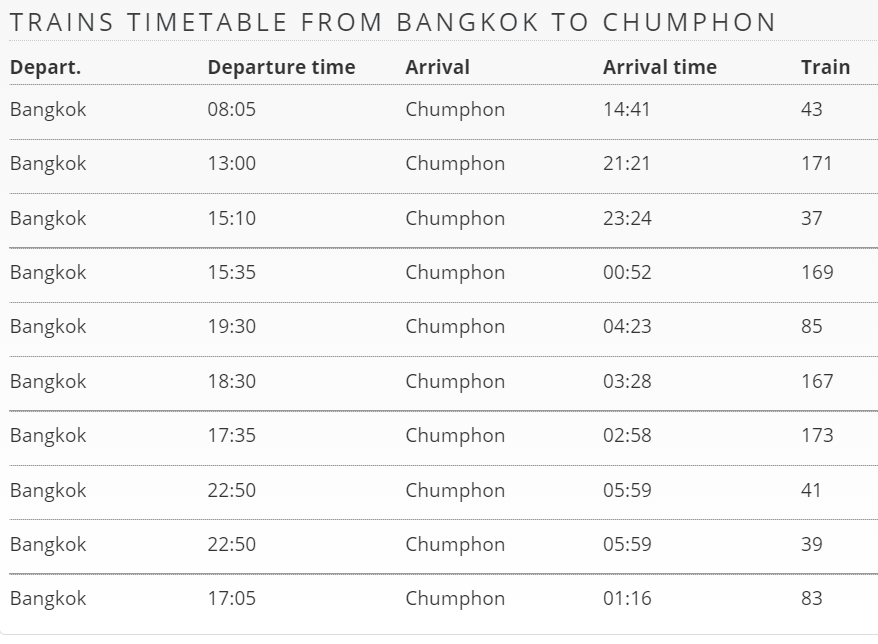 TRAINS TIMETABLE FROM BANGKOK TO CHUMPHON
Depart. Departure time Arrival Arrival time Train
Bangkok 08:05 Chumphon 14:41 43
Bangkok 13:00 Chumphon 21:21 171
Bangkok 15:10 Chumphon 23:24 37
Bangkok 15:35 Chumphon 00:52 169
Bangkok 19:30 Chumphon 04:23 85
Bangkok 18:30 Chumphon 03:28 167
Bangkok 17:35 Chumphon 02:58 173
Bangkok 22:50 Chumphon 05:59 41
Bangkok 22:50 Chumphon 05:59 39
Bangkok 17:05 Chumphon 01:16 83